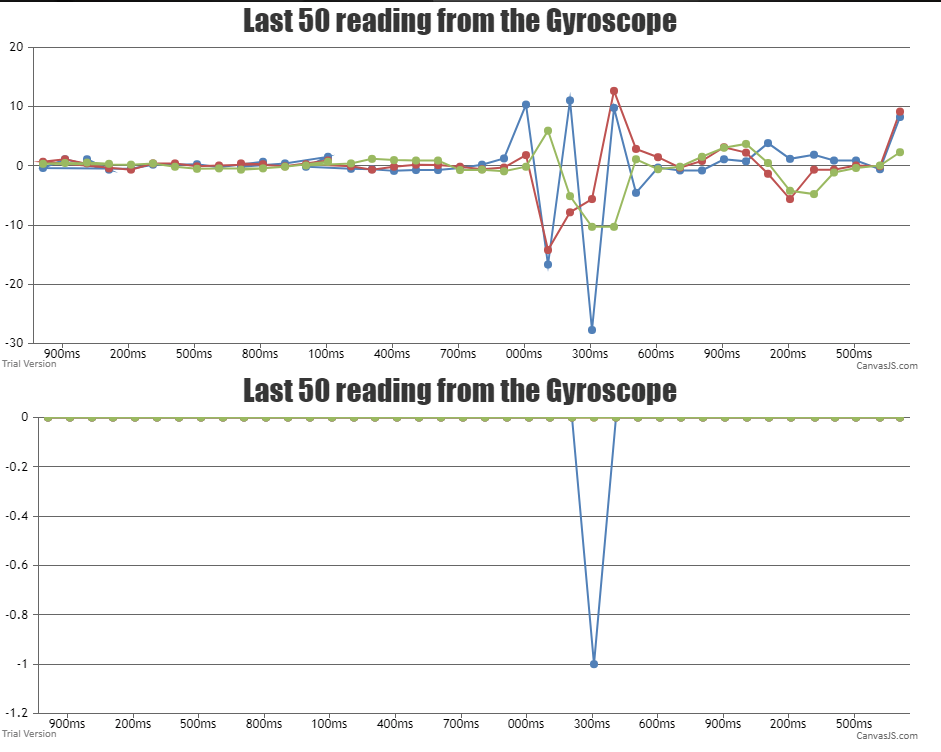 Last 50 reading from the Gyroscope
20
10
0
-10
-20
-30
900ms 200ms 500ms 800ms 100ms 400ms 700ms 000ms 300ms 600ms 900ms 200ms 500ms
Trial Version CanvasJS.com
Last 50 reading from the Gyroscope
0
-0.2
-0.4
-0.6
-0.8
-1
-1.2
900ms 200ms 500ms 800ms 100ms 400ms 700ms 000ms 300ms 600ms 900ms 200ms 500ms
Trial Version CanvasJS.com